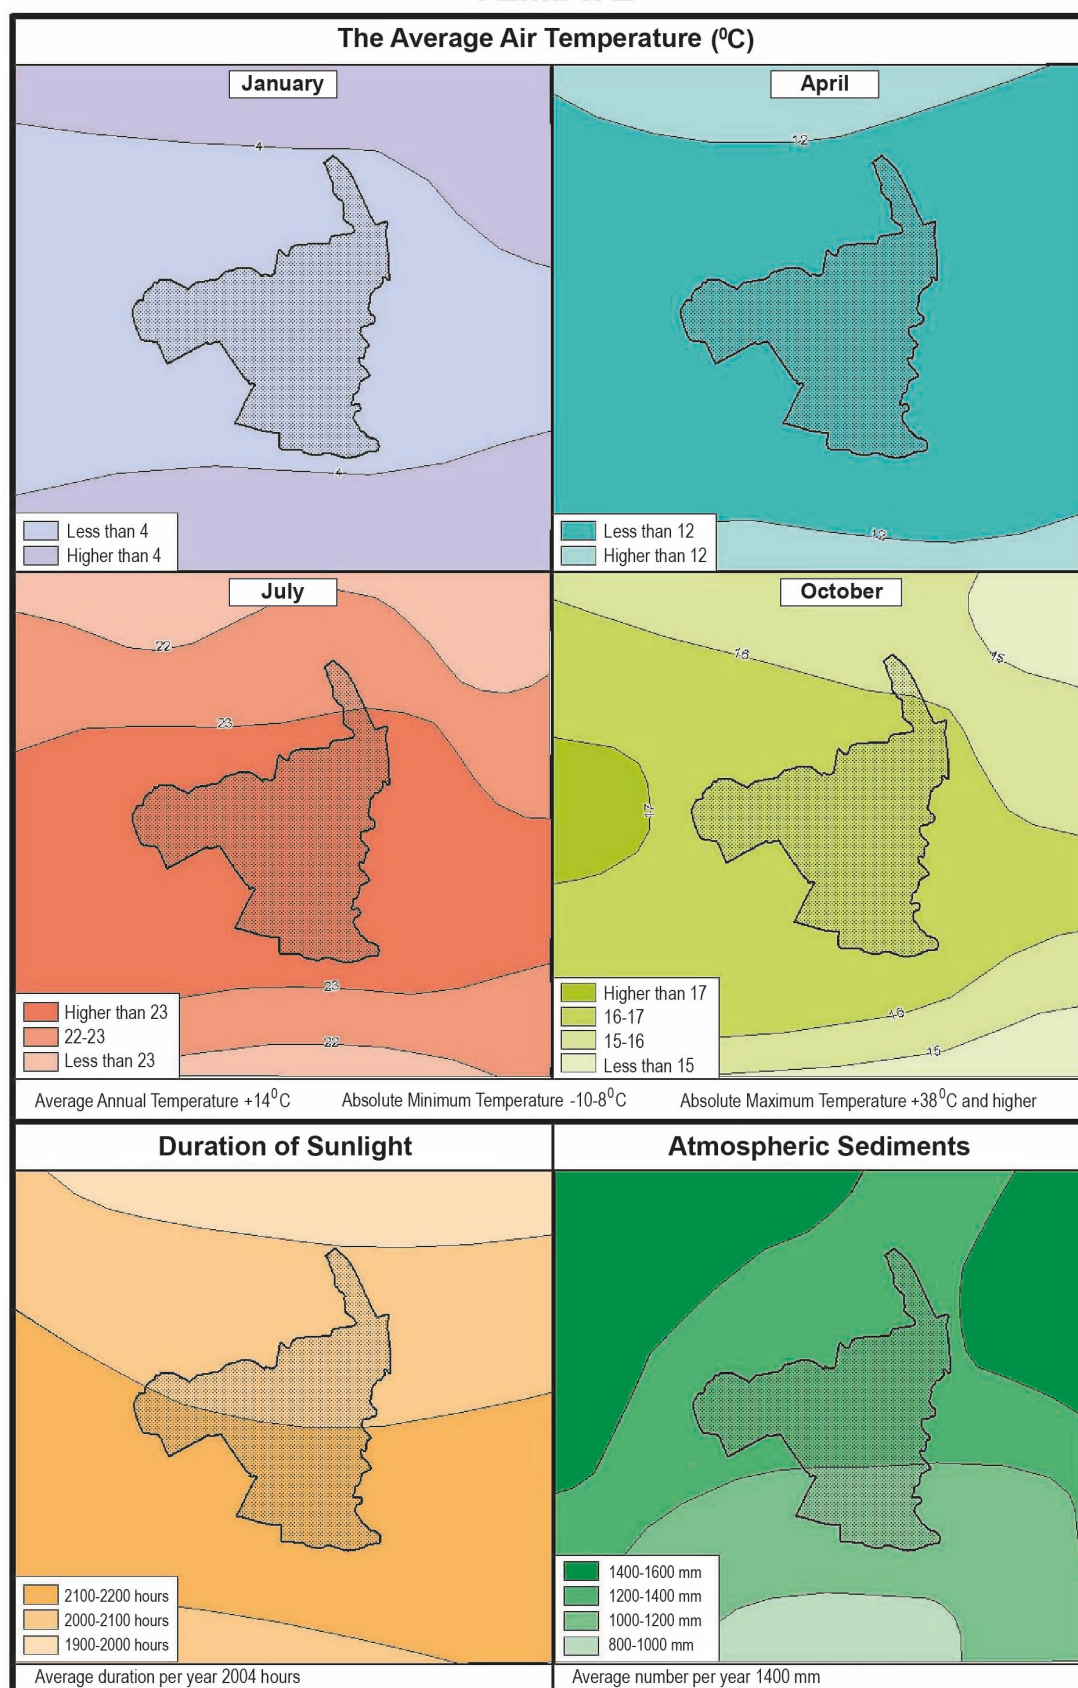 The Average Air Temperature (⁰C)
January
4
4
Less than 4
Higher than 4
April
12
12
Less than 12
Higher than 12
July
22
23
23
22
Higher than 23
22-23
Less than 23
October
16
15
17
16
15
Higher than 17
16-17
15-16
Less than 15
Average Annual Temperature +14⁰C
Absolute Minimum Temperature -10-8⁰C
Absolute Maximum Temperature +38⁰C and higher
Duration of Sunlight
2100-2200 hours
2000-2100 hours
1900-2000 hours
Average duration per year 2004 hours
Atmospheric Sediments
1400-1600 mm
1200-1400 mm
1000-1200 mm
800-1000 mm
Average number per year 1400 mm